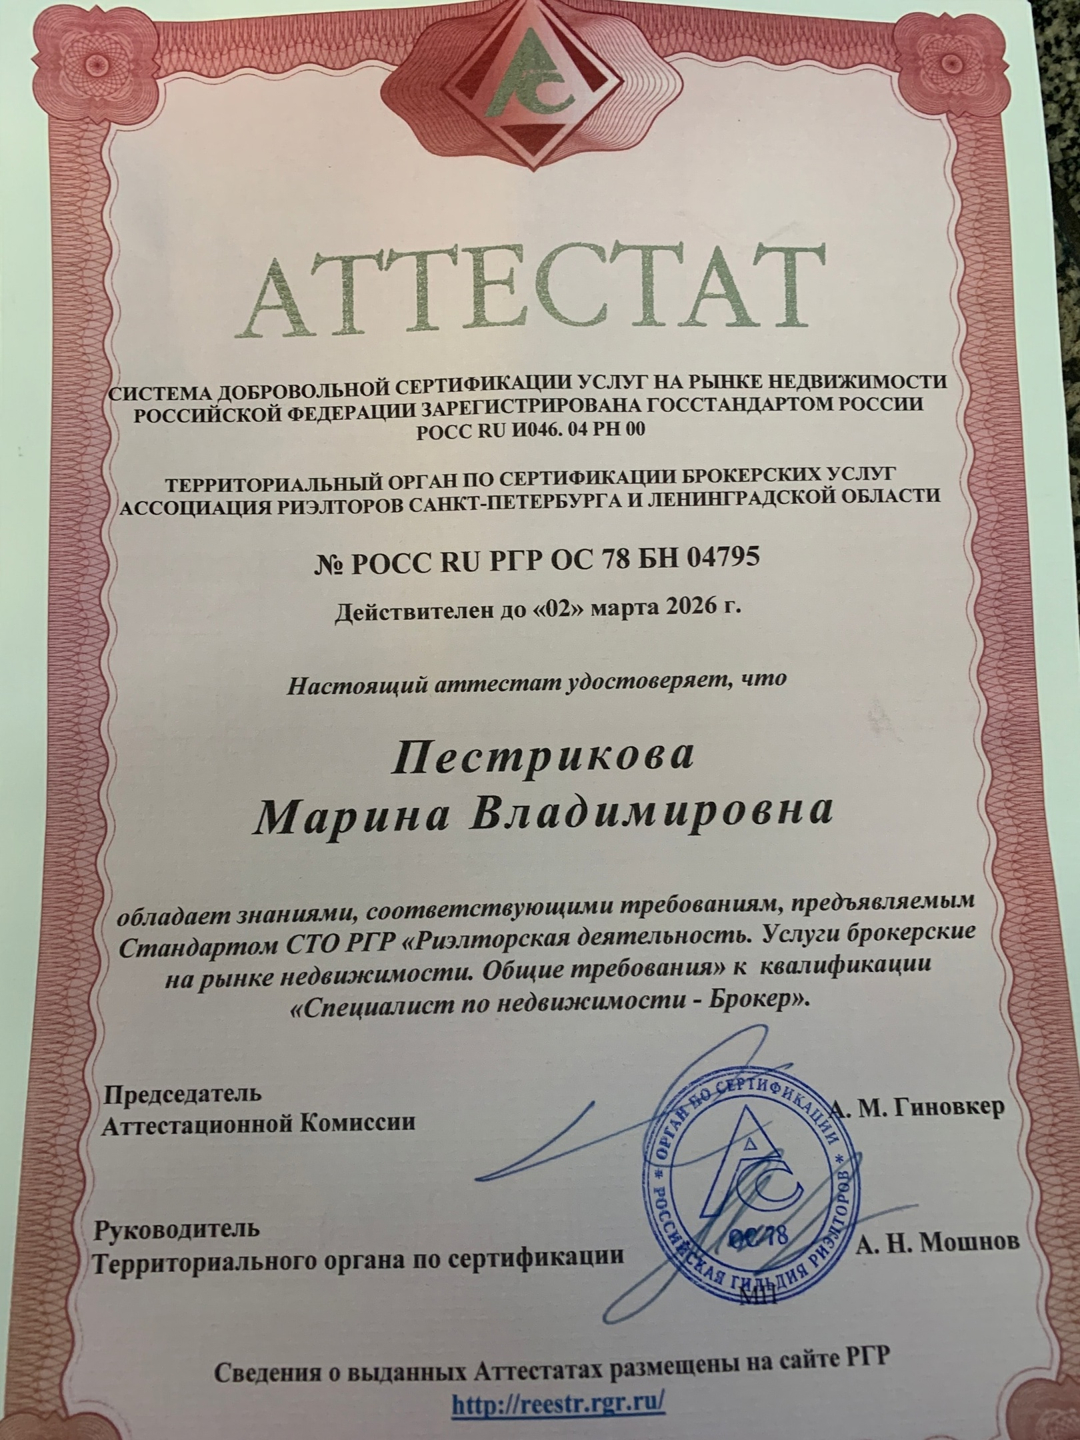 АС
АТТЕСТАТ
СИСТЕМА ДОБРОВОЛЬНОЙ СЕРТИФИКАЦИИ УСЛУГ НА РЫНКЕ НЕДВИЖИМОСТИ
РОССИЙСКОЙ ФЕДЕРАЦИИ ЗАРЕГИСТРИРОВАНА ГОССТАНДАРТОМ РОССИИ
РОСС RU И046. 04 РН 00
ТЕРРИТОРИАЛЬНЫЙ ОРГАН ПО СЕРТИФИКАЦИИ БРОКЕРСКИХ УСЛУГ
АССОЦИАЦИЯ РИЭЛТОРОВ САНКТ-ПЕТЕРБУРГА И ЛЕНИНГРАДСКОЙ ОБЛАСТИ
№ РОСС RU РГР ОС 78 БН 04795
Действителен до «02» марта 2026 г.
Настоящий аттестат удостоверяет, что
Пестрикова
Марина Владимировна
обладает знаниями, соответствующими требованиям, предъявляемым
Стандартом СТО РГР «Риэлторская деятельность. Услуги брокерские
на рынке недвижимости. Общие требования» к квалификации
«Специалист по недвижимости - Брокер».
Председатель
Аттестационной Комиссии
А. М. Гиновкер
ОРГАН ПО СЕРТИФИКАЦИИ * РОССИЙСКАЯ ГИЛЬДИЯ РИЭЛТОРОВ *
АС
ОС 78
Руководитель
Территориального органа по сертификации
А. Н. Мошнов
МП
Сведения о выданных Аттестатах размещены на сайте РГР
http://reestr.rgr.ru/